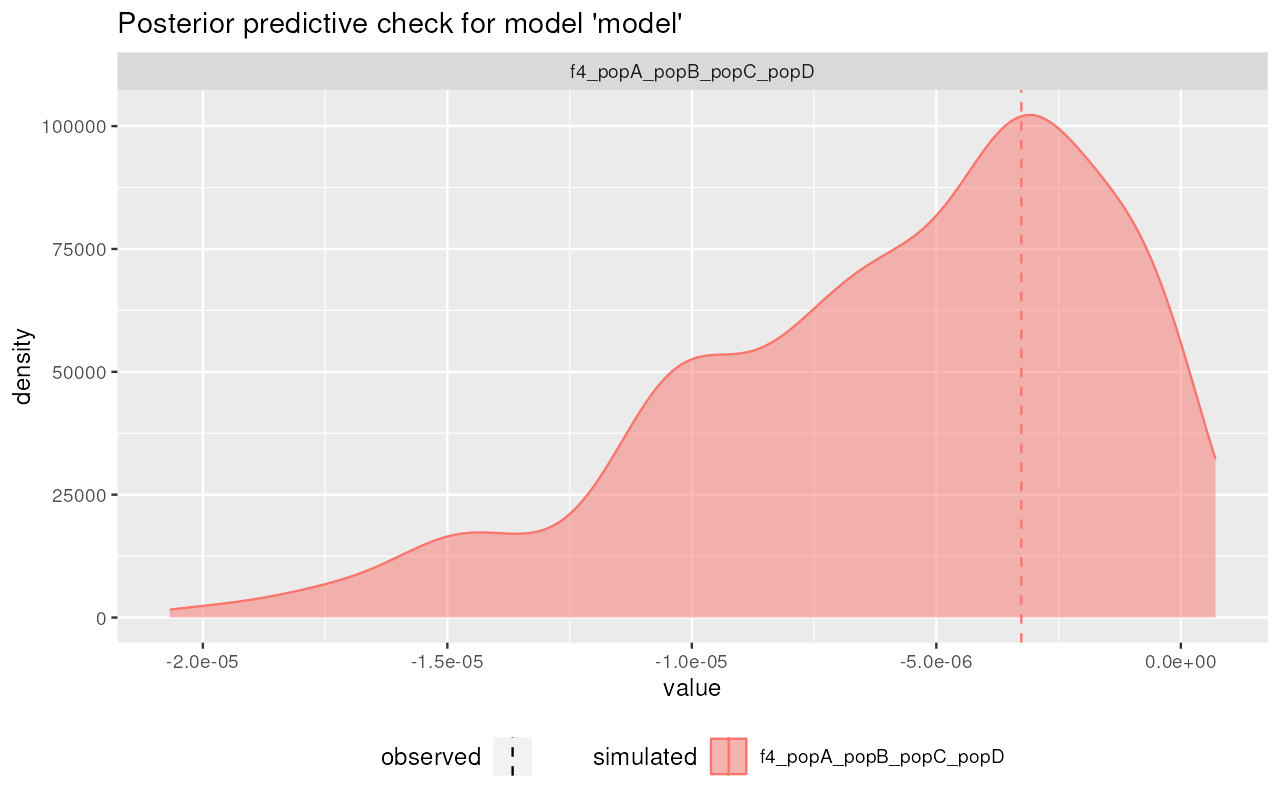 Posterior predictive check for model 'model'
f4_popA_popB_popC_popD
density
100000
75000
50000
25000
0
-2.0e-05 -1.5e-05 -1.0e-05 -5.0e-06 0.0e+00
value
observed simulated f4_popA_popB_popC_popD